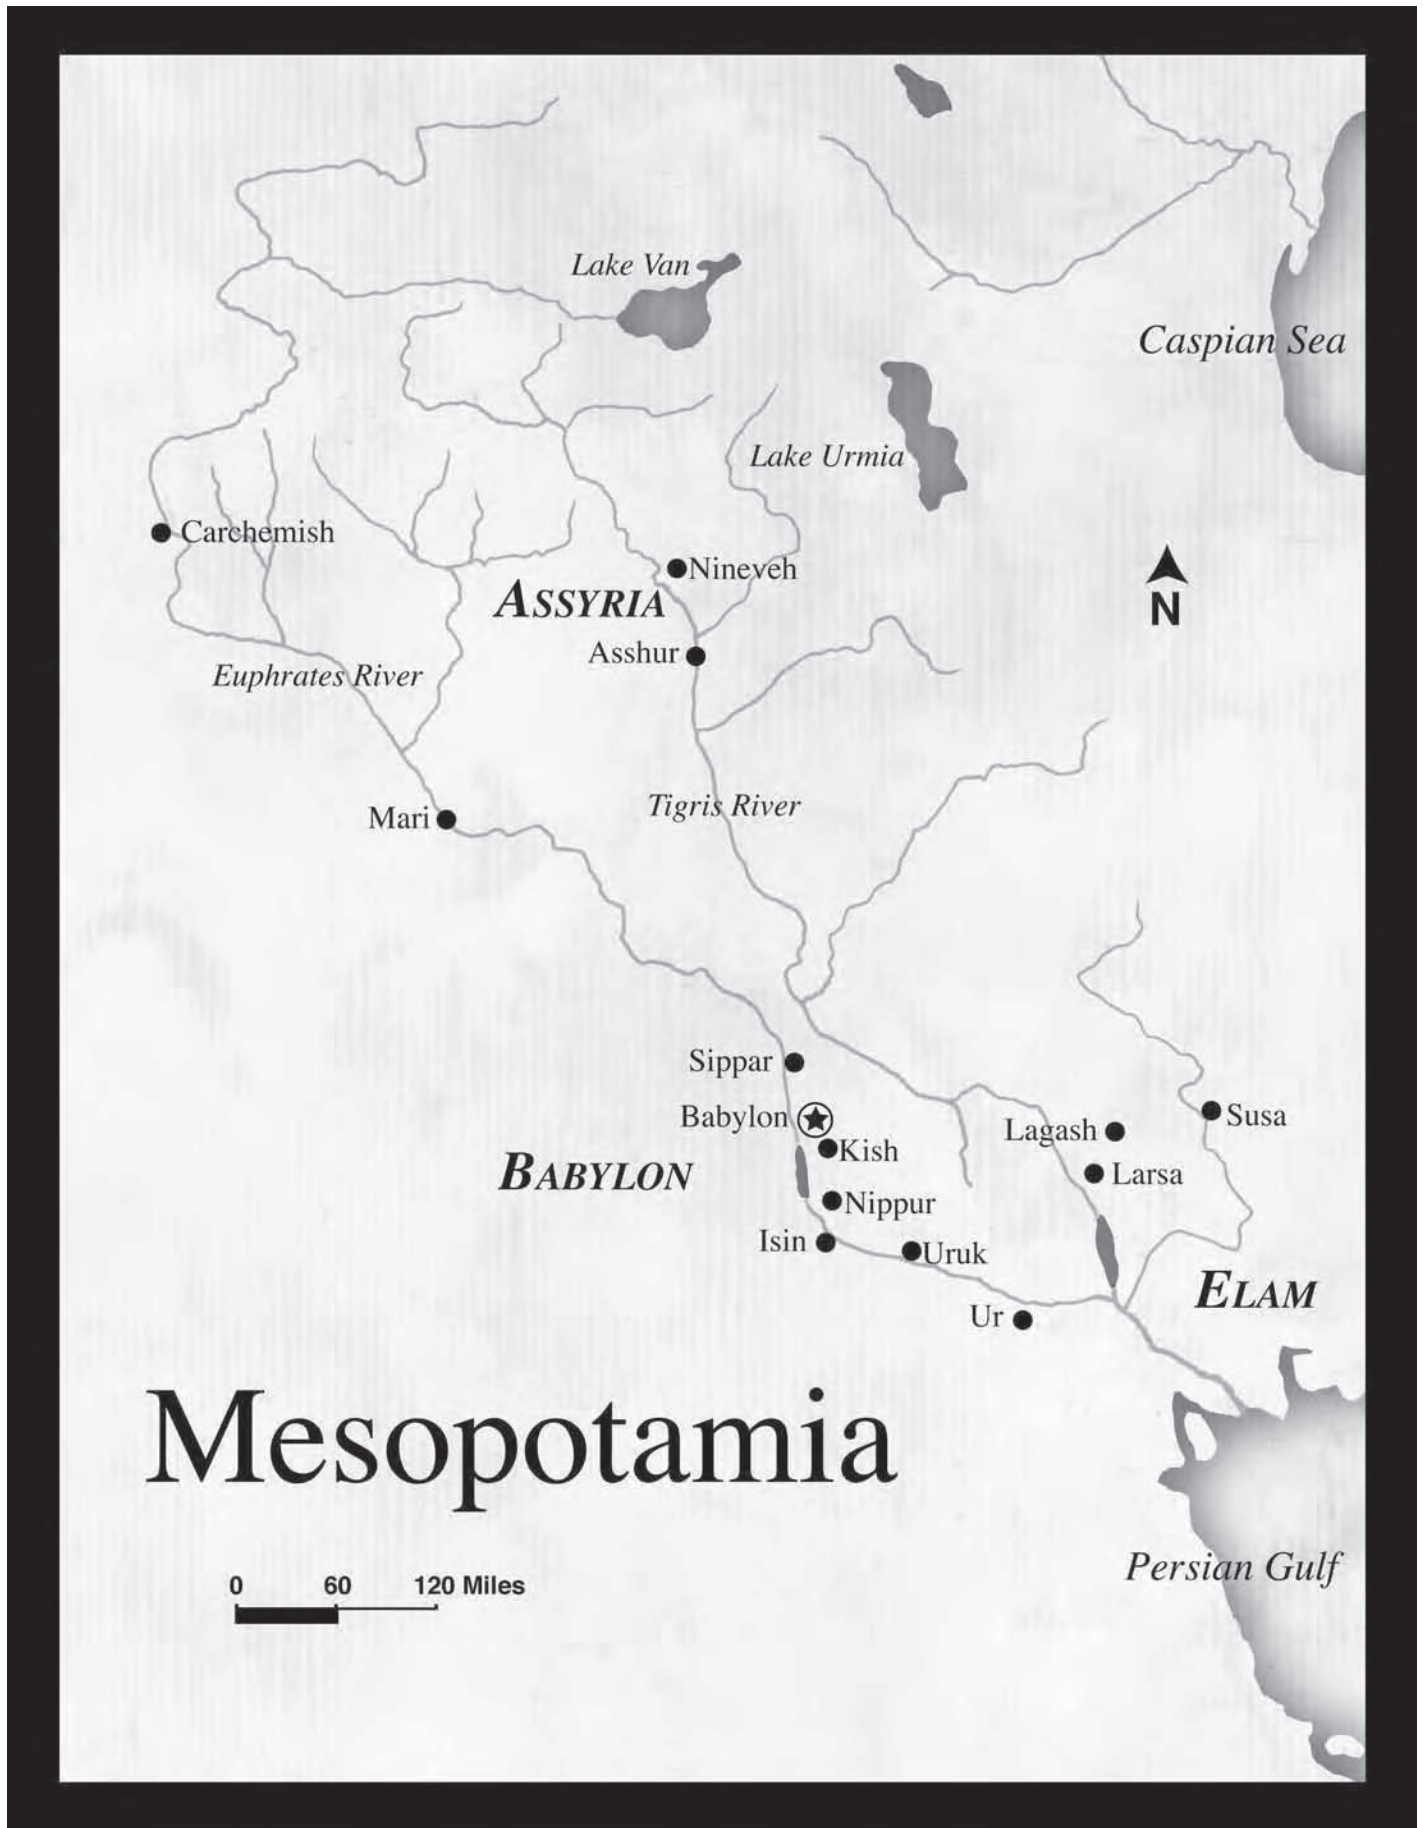 Lake Van
Caspian Sea
Lake Urmia
Carchemish
Nineveh
ASSYRIA
N
Asshur
Euphrates River
Tigris River
Mari
Sippar
Babylon
Susa
Lagash
Kish
BABYLON
Larsa
Nippur
Isin
Uruk
ELAM
Ur
Mesopotamia
Persian Gulf
0 60 120 Miles